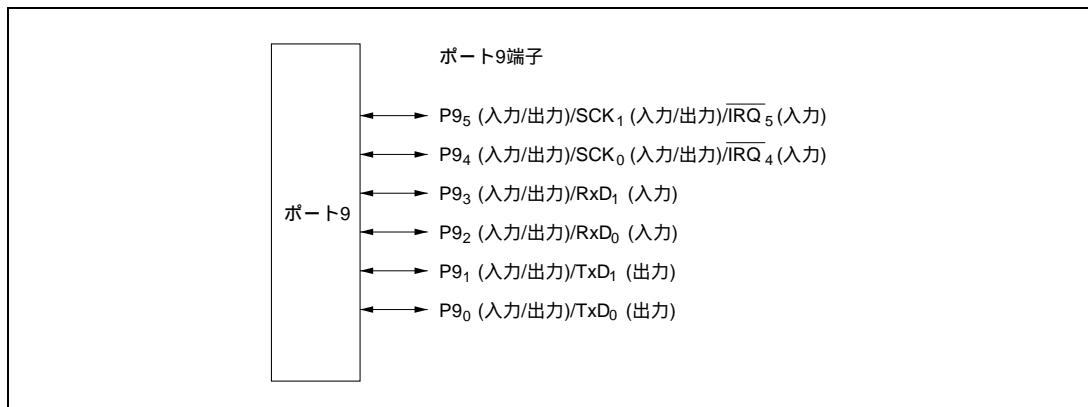 ポート9端子
P9₅ (入力/出力)/SCK₁ (入力/出力)/I̅R̅Q̅₅(入力)
P9₄ (入力/出力)/SCK₀ (入力/出力)/I̅R̅Q̅₄(入力)
P9₃ (入力/出力)/RxD₁ (入力)
ポート9
P9₂ (入力/出力)/RxD₀ (入力)
P9₁ (入力/出力)/TxD₁ (出力)
P9₀ (入力/出力)/TxD₀ (出力)